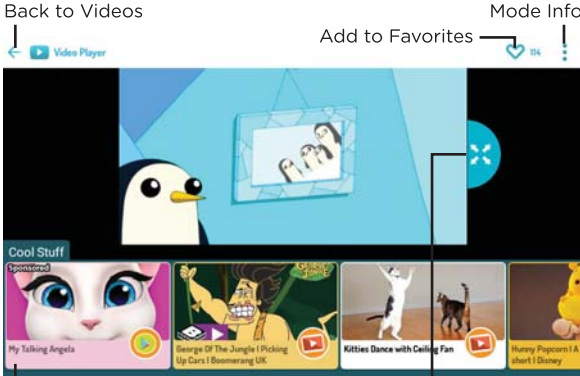 Back to Videos
Mode Info
Add to Favorites
Video Player
114
Cool Stuff
Sponsored
My Talking Angela
George Of The Jungle I Picking
Up Cars I Boomerang UK
Kitties Dance with Ceiling Fan
Hunny Popcorn I A
short I Disney